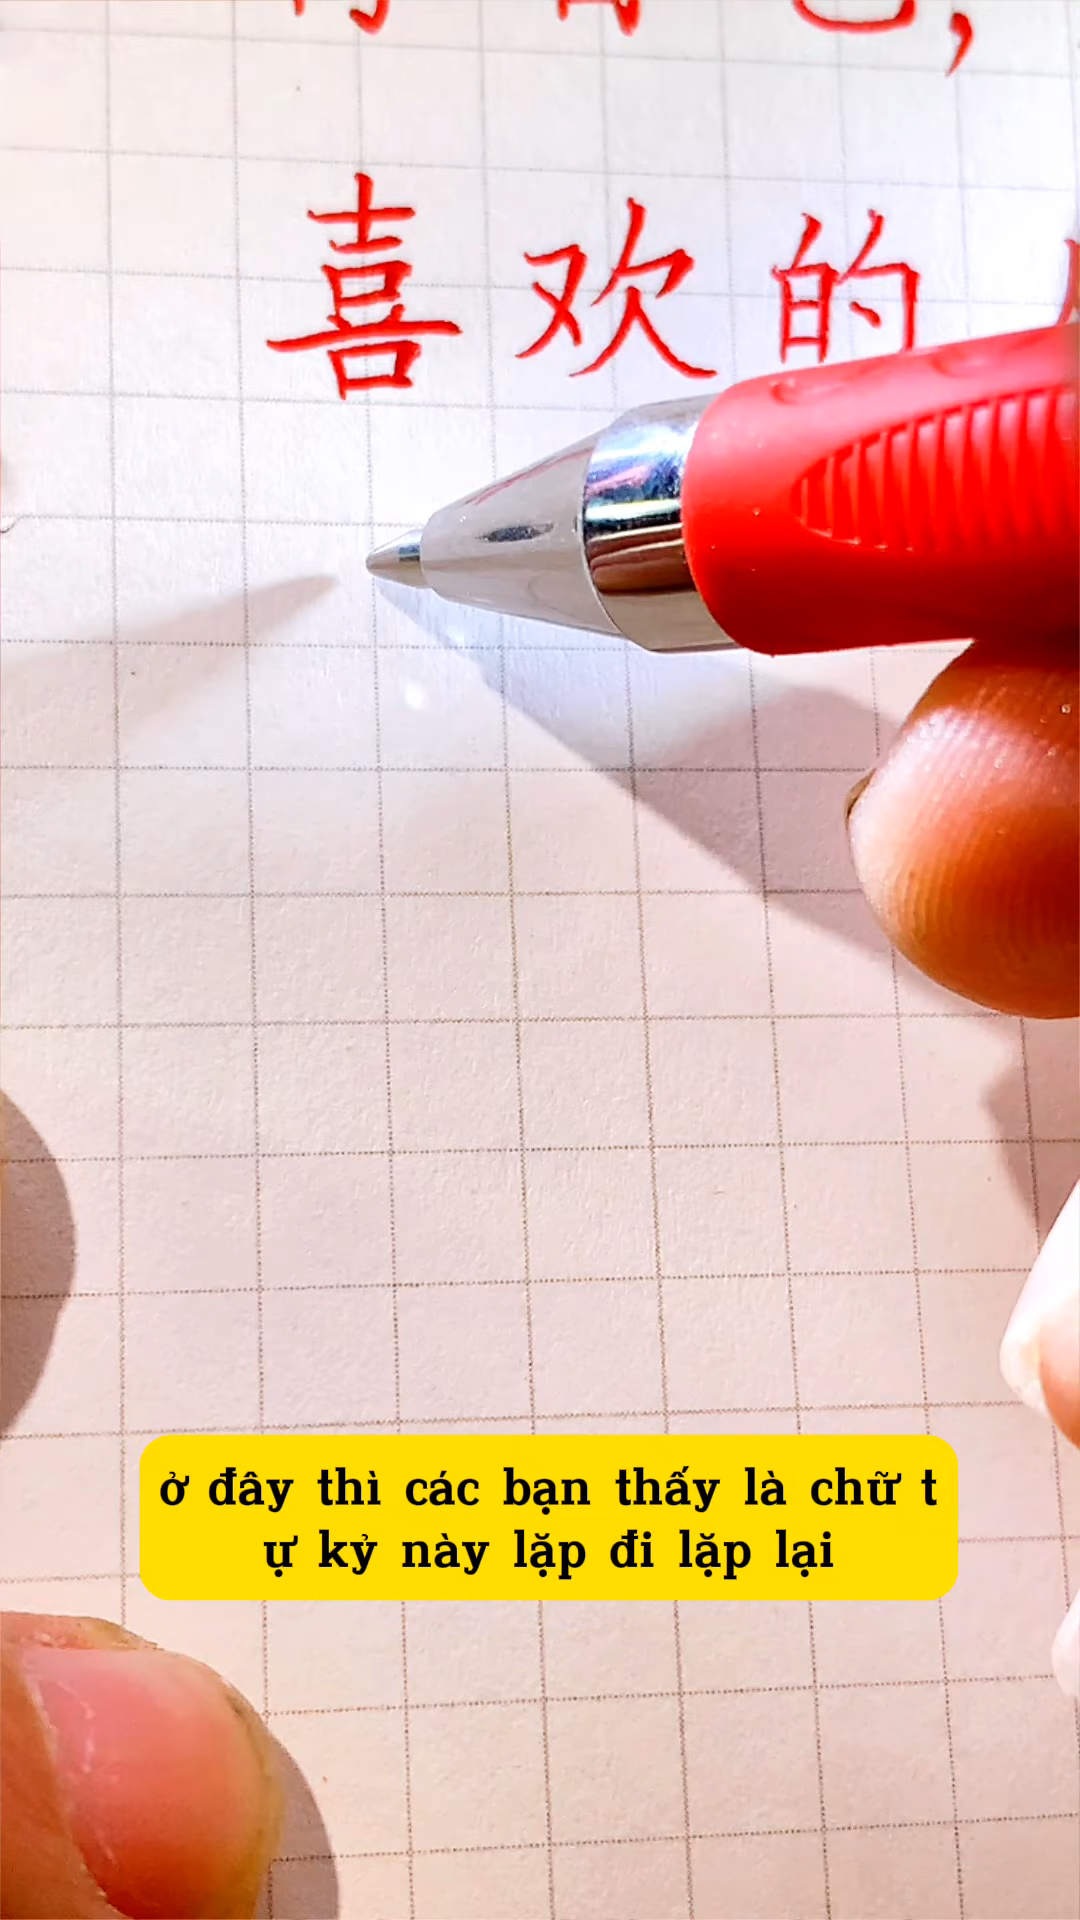 喜欢的
ở đây thì các bạn thấy là chữ t
ự kỷ này lặp đi lặp lại